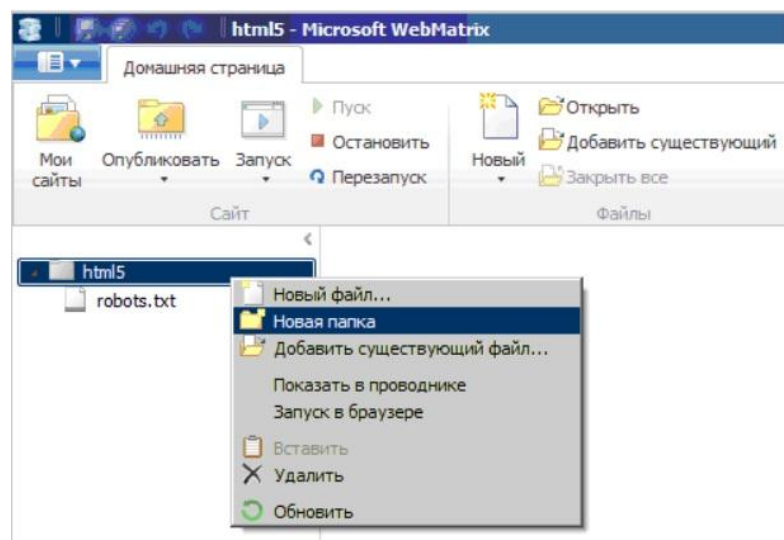 html5 - Microsoft WebMatrix
Домашняя страница
Мои сайты
Опубликовать
Запуск
Пуск
Остановить
Перезапуск
Сайт
Новый
Открыть
Добавить существующий
Закрыть все
Файлы
html5
robots.txt
Новый файл...
Новая папка
Добавить существующий файл...
Показать в проводнике
Запуск в браузере
Вставить
Удалить
Обновить